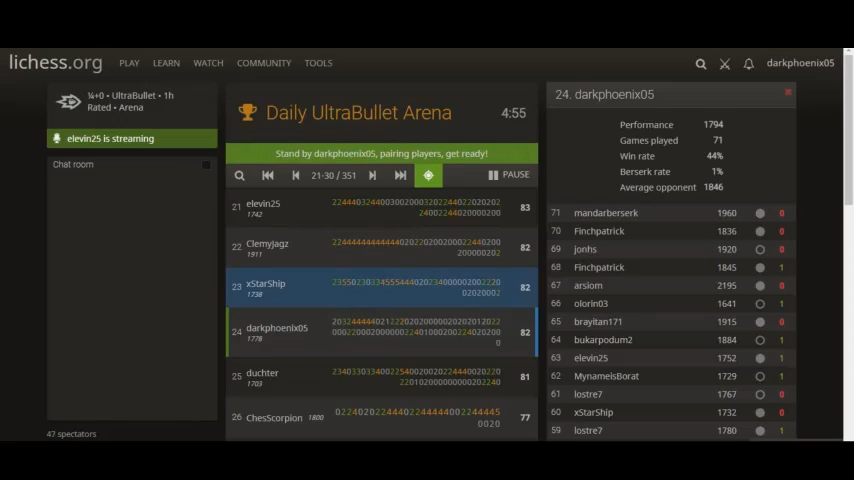 lichess.org PLAY LEARN WATCH COMMUNITY TOOLS darkphoenix05
¼+0 • UltraBullet • 1h
Rated • Arena
elevin25 is streaming
Chat room
47 spectators
Daily UltraBullet Arena 4:55
Stand by darkphoenix05, pairing players, get ready!
21-30 / 351 PAUSE
21 elevin25 83
1742
22 ClemyJagz 82
1911
23 xStarShip 82
1738
24 darkphoenix05 82
1778
25 duchter 81
1703
26 ChesScorpion 1800 77
24. darkphoenix05
Performance 1794
Games played 71
Win rate 44%
Berserk rate 1%
Average opponent 1846
71 mandarberserk 1960 0
70 Finchpatrick 1836 0
69 jonhs 1920 0
68 Finchpatrick 1845 1
67 arsiom 2195 0
66 olorin03 1641 1
65 brayitan171 1915 0
64 bukarpodum2 1884 1
63 elevin25 1752 1
62 MynameisBorat 1729 1
61 lostre7 1767 0
60 xStarShip 1732 0
59 lostre7 1780 1